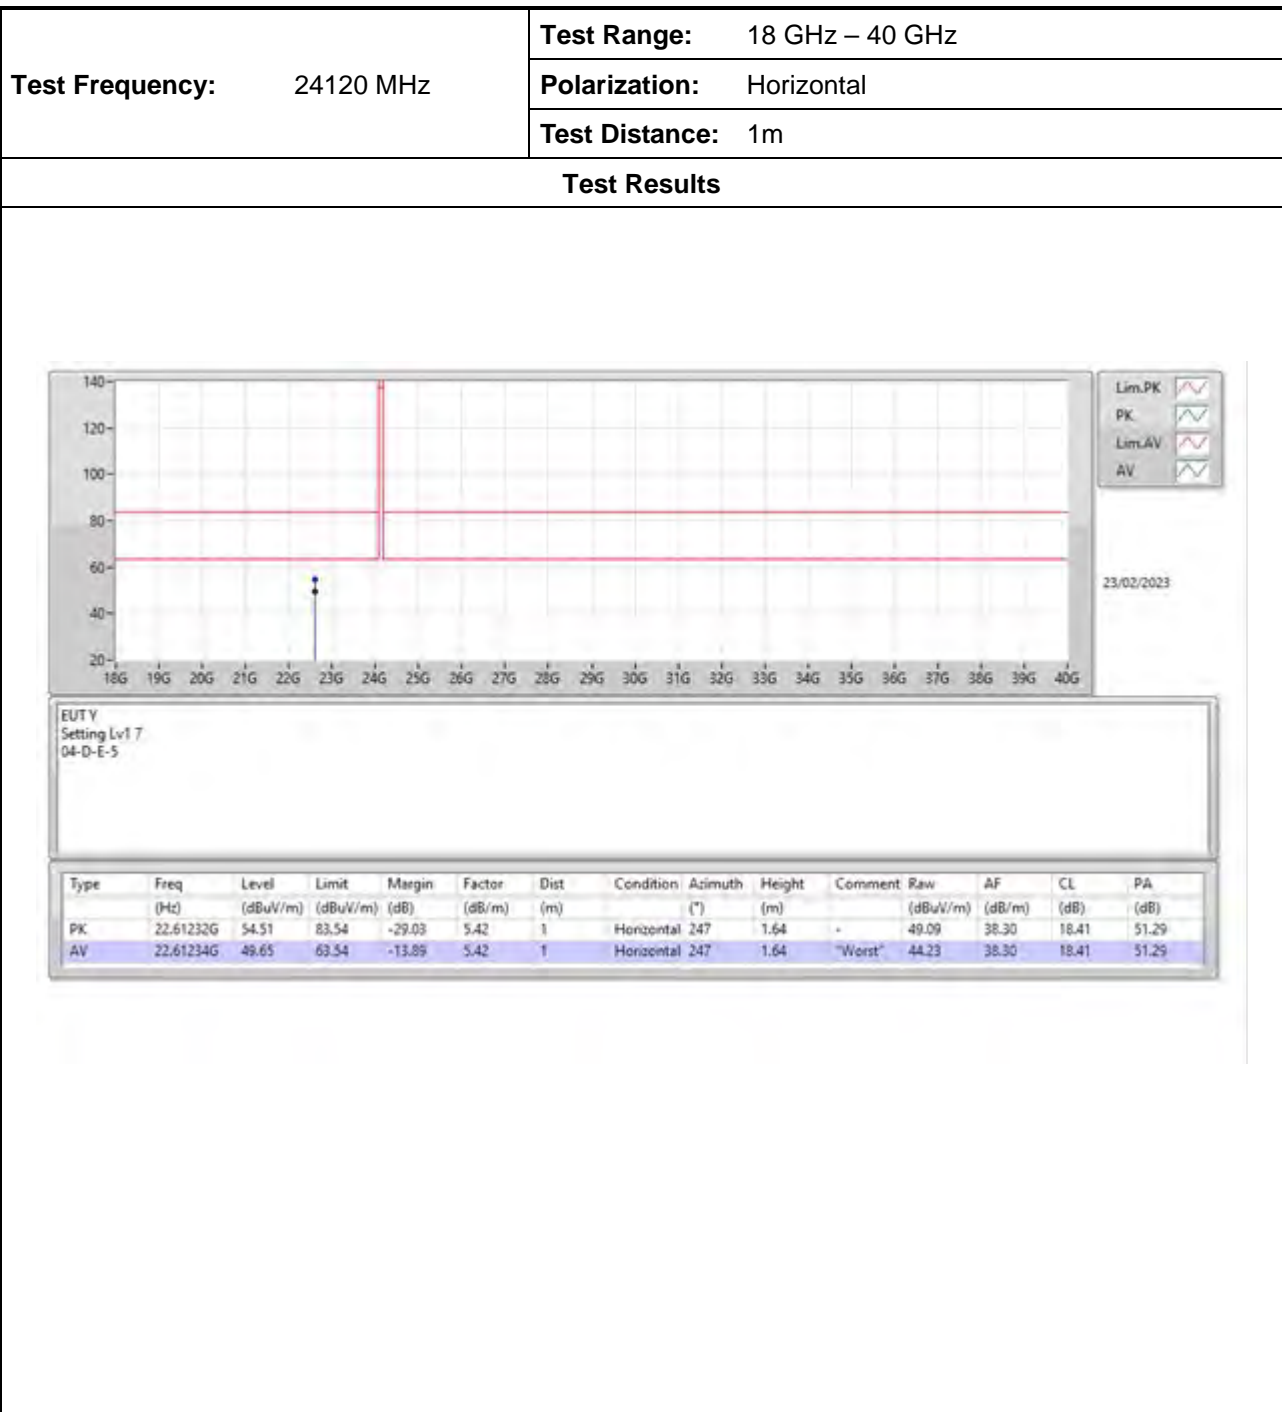 Test Frequency: 24120 MHz
Test Range: 18 GHz – 40 GHz
Polarization: Horizontal
Test Distance: 1m
Test Results
140
120
100
80
60
40
20
18G 19G 20G 21G 22G 23G 24G 25G 26G 27G 28G 29G 30G 31G 32G 33G 34G 35G 36G 37G 38G 39G 40G
Lim.PK
PK
Lim.AV
AV
23/02/2023
EUT Y
Setting Lv1 7
04-D-E-5
Type Freq Level Limit Margin Factor Dist Condition Azimuth Height Comment Raw AF CL PA
(Hz) (dBuV/m) (dBuV/m) (dB) (dB/m) (m) (°) (m) (dBuV/m) (dB/m) (dB) (dB)
PK 22.61232G 54.51 83.54 -29.03 5.42 1 Horizontal 247 1.64 - 49.09 38.30 18.41 51.29
AV 22.61234G 49.65 63.54 -13.89 5.42 1 Horizontal 247 1.64 "Worst" 44.23 38.30 18.41 51.29